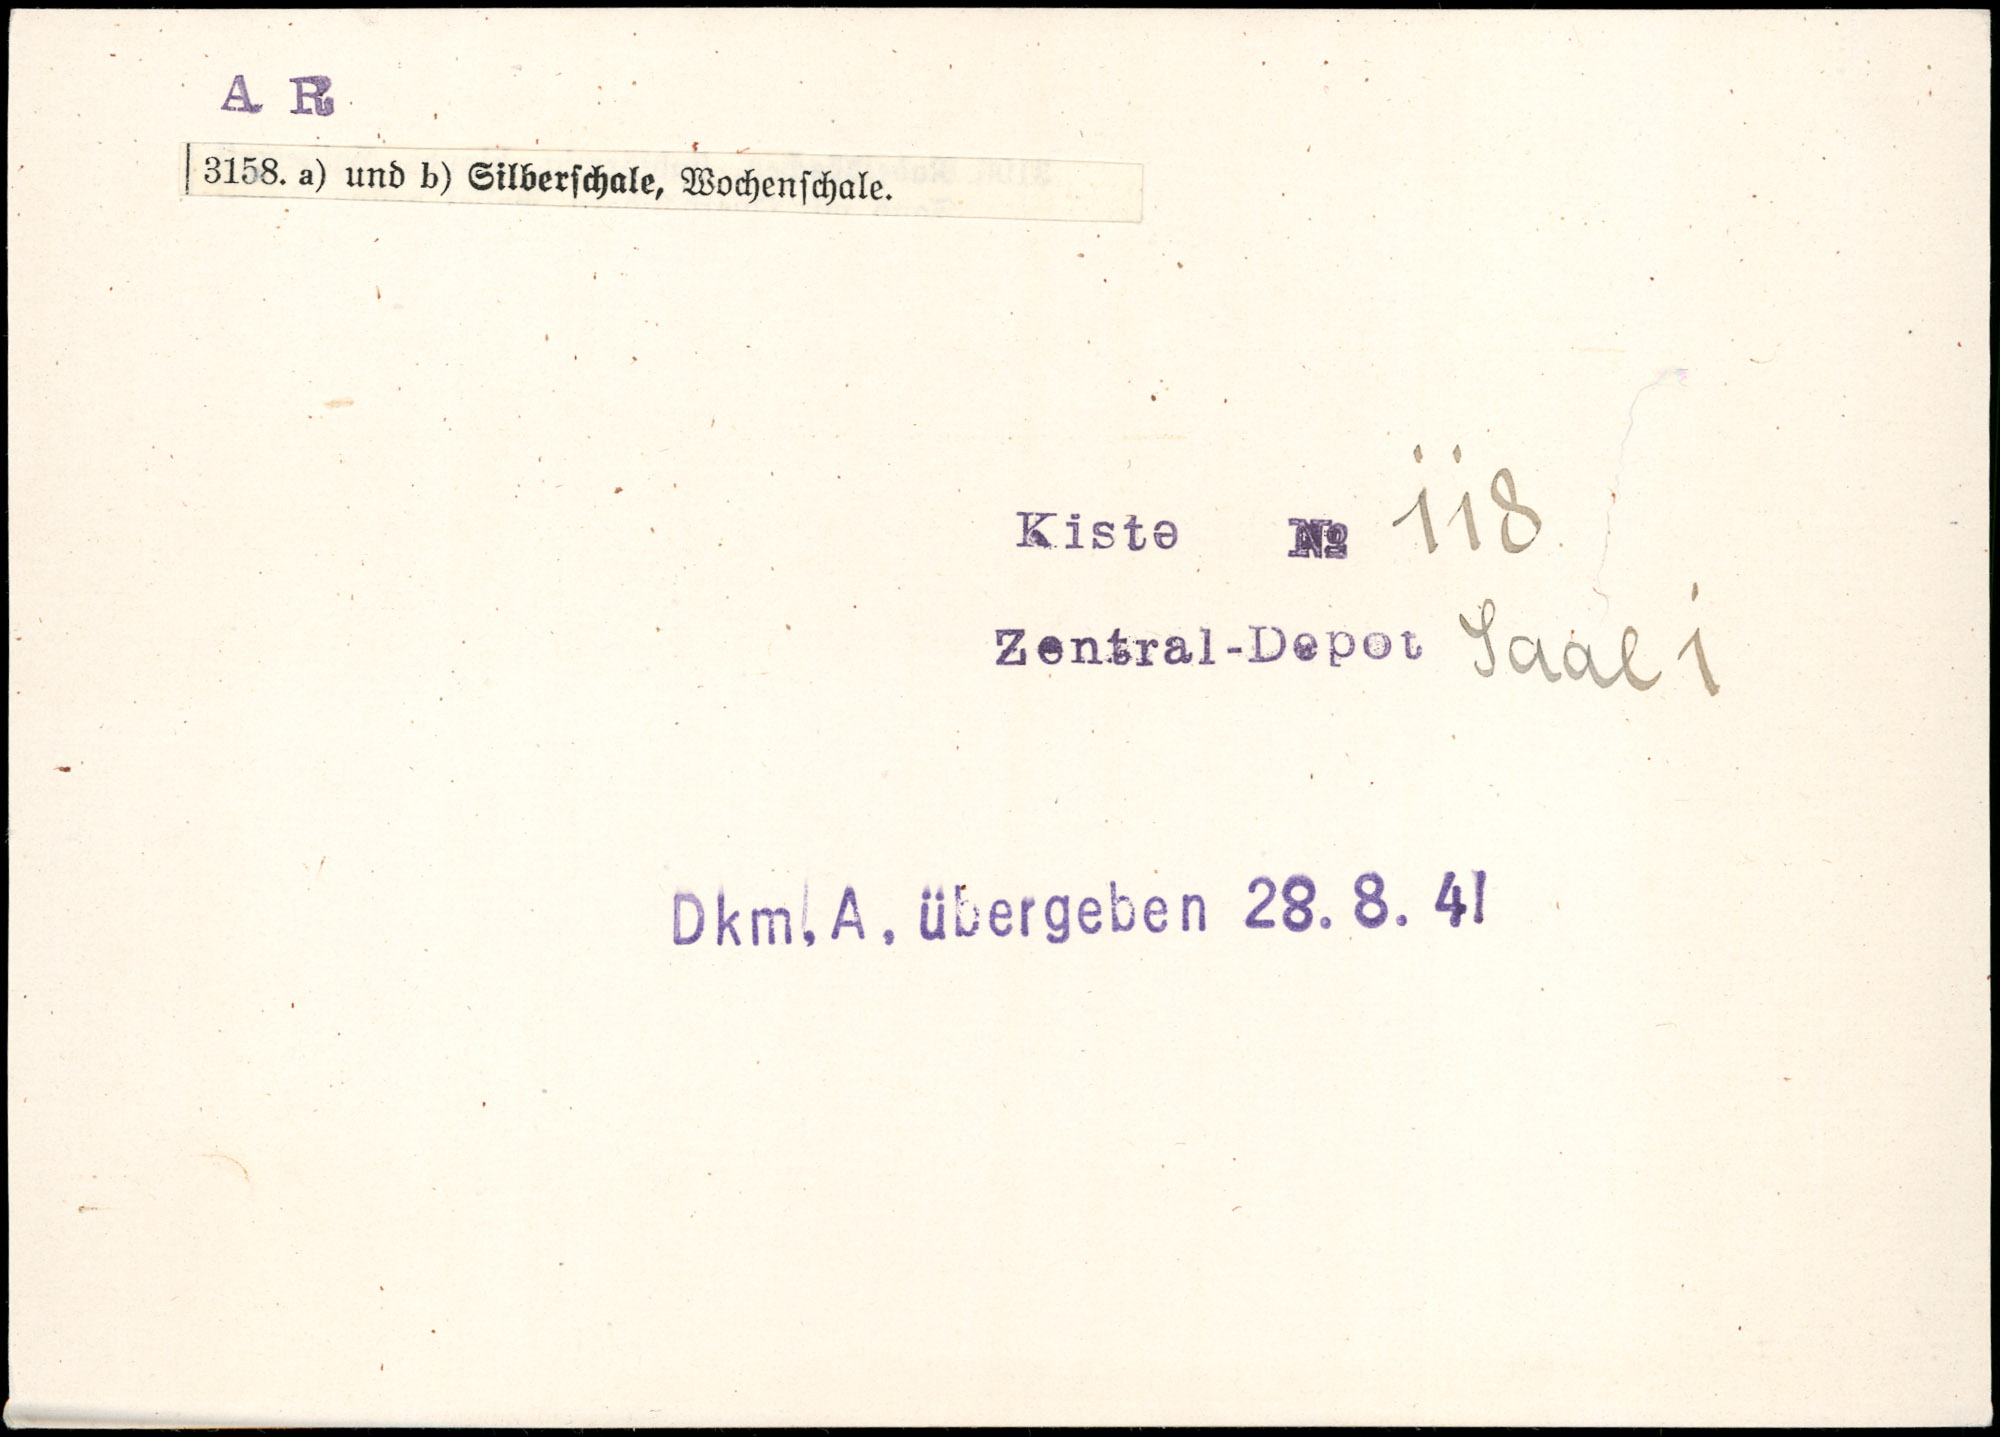 A R
3158. a) und b) Silberſchale, Wochenſchale.
Kiste № 118
Zentral-Depot Saal 1
Dkm. A. übergeben 28. 8. 41